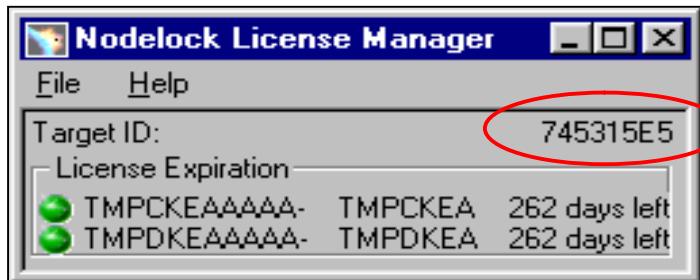 Nodelock License Manager
File Help
Target ID: 745315E5
License Expiration
TMPCKEAAAAA- TMPCKEA 262 days left
TMPDKEAAAAA- TMPDKEA 262 days left